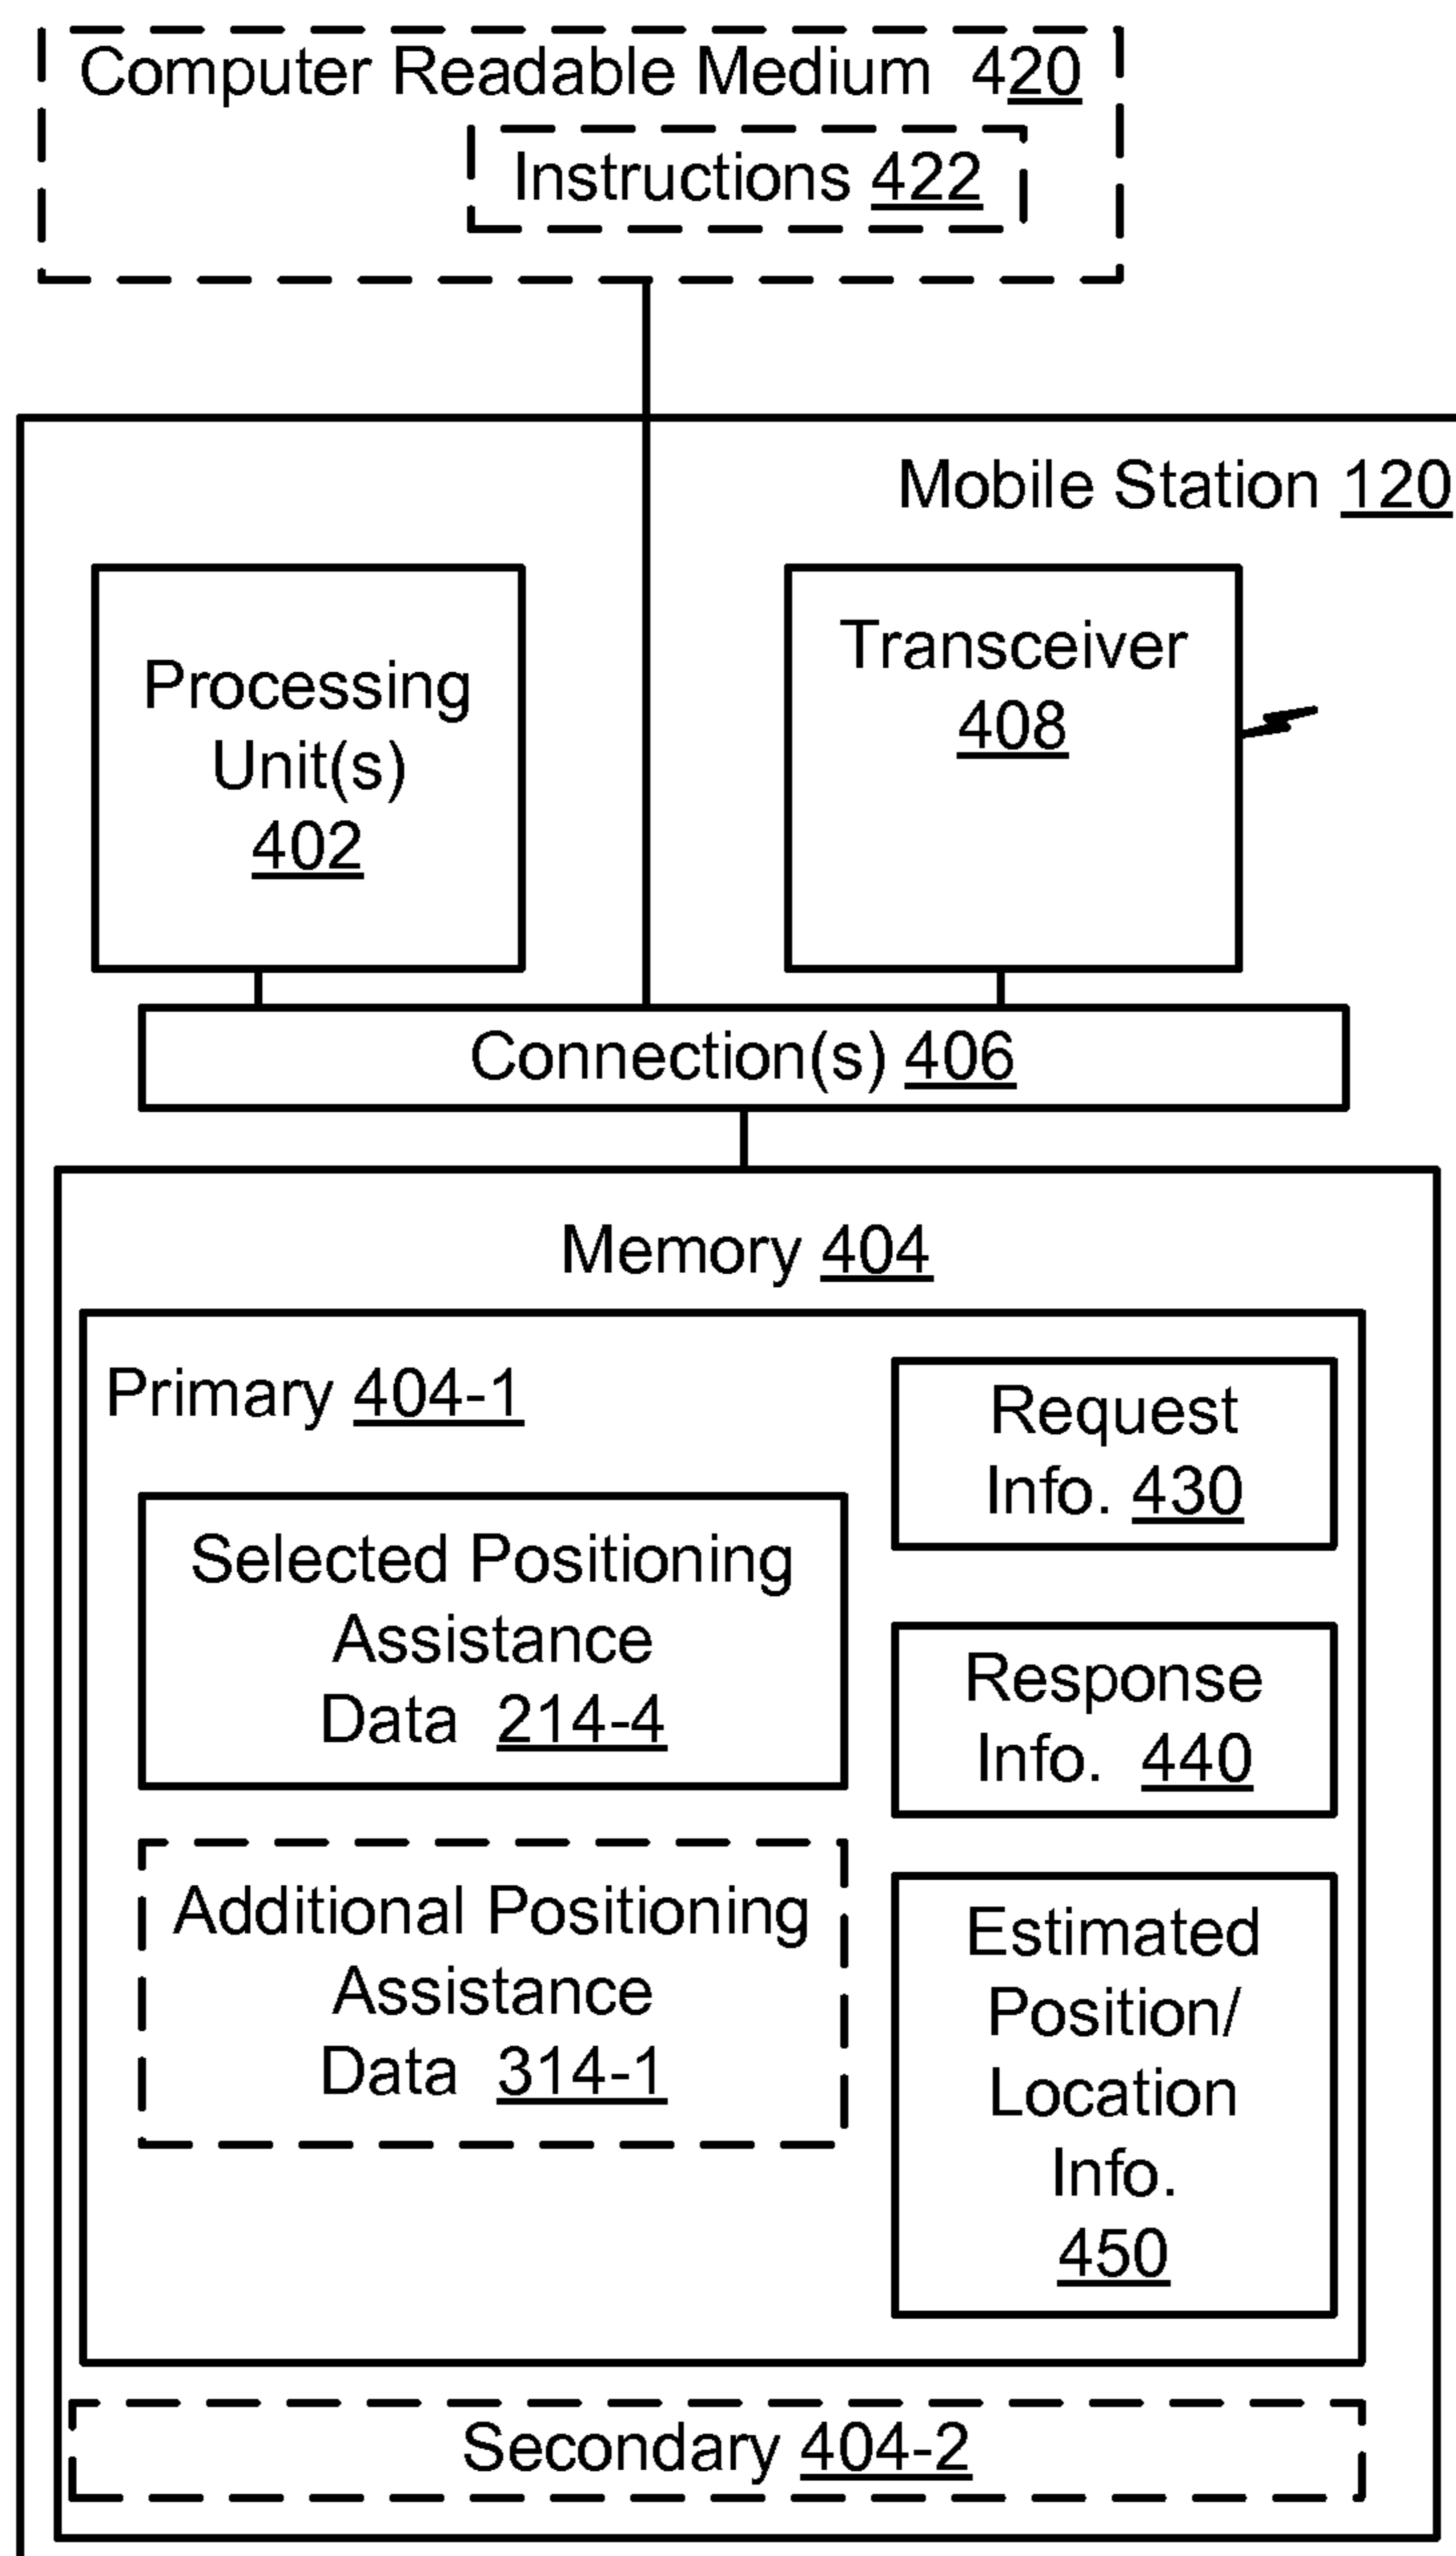 Computer Readable Medium 420
Instructions 422
Mobile Station 120
Processing
Unit(s)
402
Transceiver
408
Connection(s) 406
Memory 404
Primary 404-1
Selected Positioning
Assistance
Data 214-4
Additional Positioning
Assistance
Data 314-1
Request
Info. 430
Response
Info. 440
Estimated
Position/
Location
Info.
450
Secondary 404-2